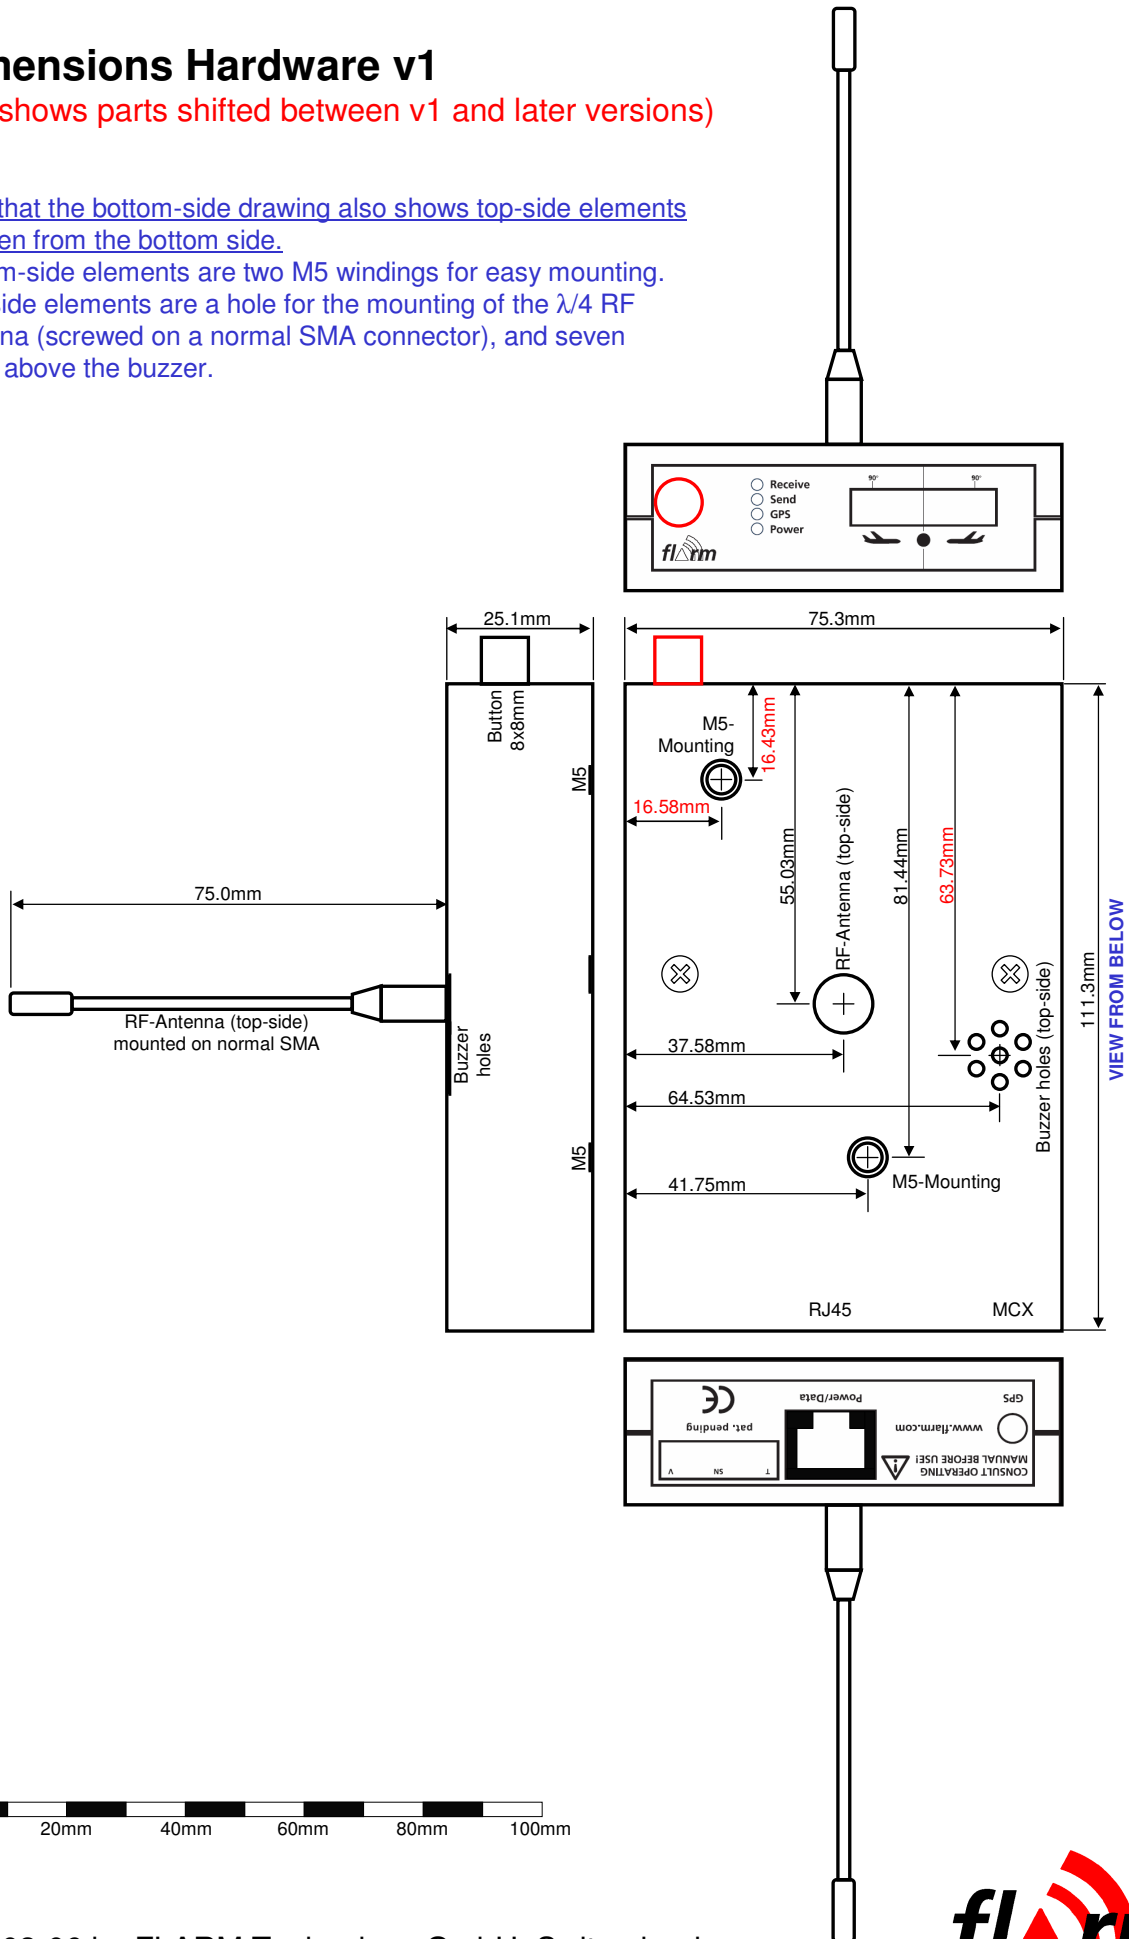 mensions Hardware v1
shows parts shifted between v1 and later versions)
that the bottom-side drawing also shows top-side elements
en from the bottom side.
m-side elements are two M5 windings for easy mounting.
side elements are a hole for the mounting of the λ/4 RF
na (screwed on a normal SMA connector), and seven
above the buzzer.
90° 90°
Receive
Send
GPS
Power
flarm
25.1mm
75.3mm
Button
8x8mm
M5-
Mounting
16.43mm
M5
16.58mm
55.03mm
RF-Antenna (top-side)
81.44mm
63.73mm
75.0mm
VIEW FROM BELOW
111.3mm
RF-Antenna (top-side)
mounted on normal SMA
Buzzer
holes
Buzzer holes (top-side)
37.58mm
64.53mm
M5
41.75mm
M5-Mounting
RJ45
MCX
Power/Data
GPS
CE
pat. pending
www.flarm.com
CONSULT OPERATING
MANUAL BEFORE USE!
V SN T
20mm 40mm 60mm 80mm 100mm